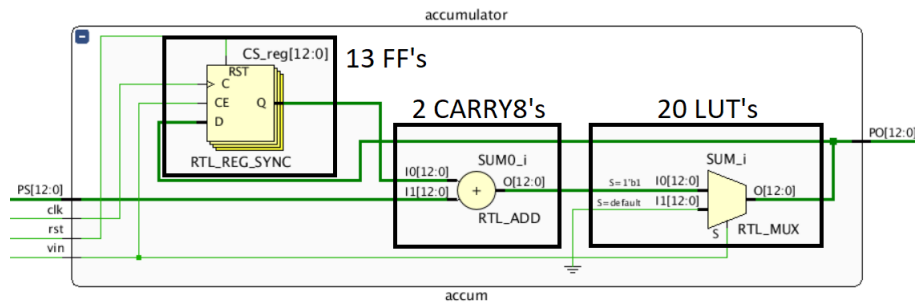 accumulator
CS_reg[12:0]
13 FF's
RST
C
CE
Q
D
RTL_REG_SYNC
2 CARRY8's
20 LUT's
PO[12:0]
SUM0_i
SUM_i
I0[12:0]
I1[12:0]
+
O[12:0]
RTL_ADD
S=1'b1
S=default
I0[12:0]
I1[12:0]
O[12:0]
S
RTL_MUX
PS[12:0]
clk
rst
vin
accum